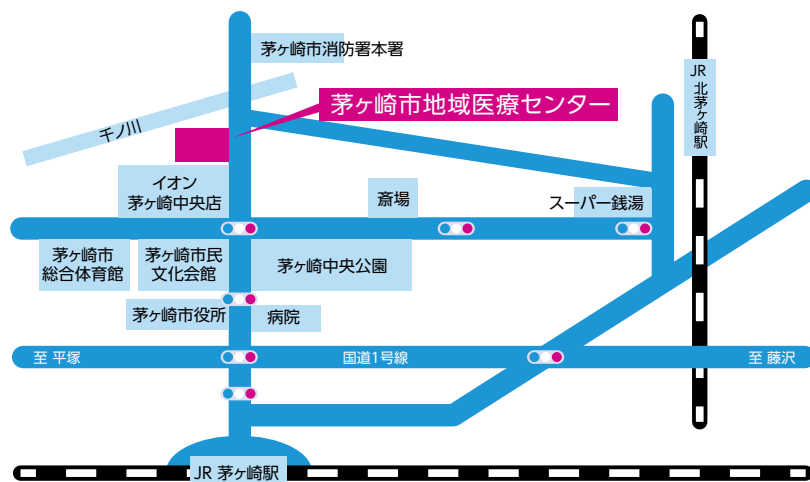 茅ヶ崎市消防署本署
JR
北茅ヶ崎駅
茅ヶ崎市地域医療センター
千ノ川
イオン
茅ヶ崎中央店
斎場
スーパー銭湯
茅ヶ崎市
総合体育館
茅ヶ崎市民
文化会館
茅ヶ崎中央公園
茅ヶ崎市役所
病院
至 平塚
国道1号線
至 藤沢
JR 茅ヶ崎駅